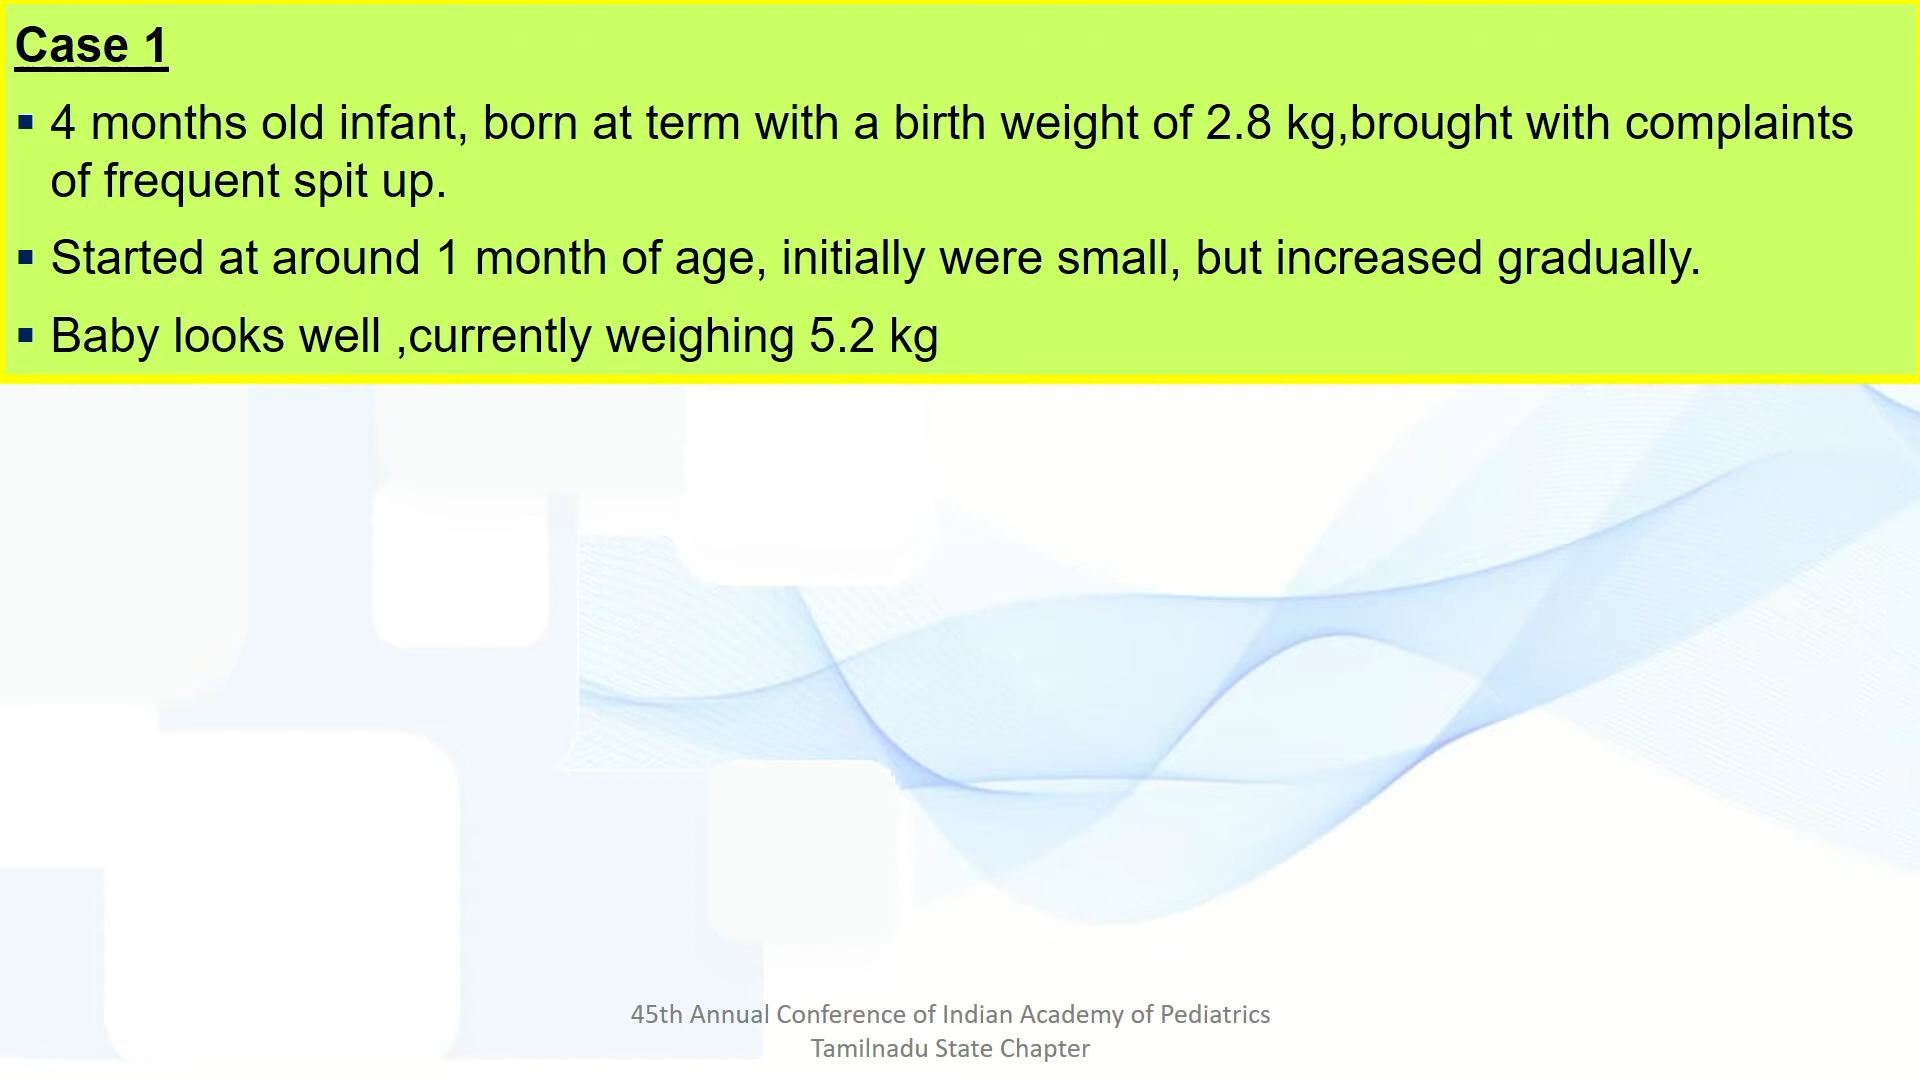 Case 1
▪ 4 months old infant, born at term with a birth weight of 2.8 kg,brought with complaints
of frequent spit up.
▪ Started at around 1 month of age, initially were small, but increased gradually.
▪ Baby looks well ,currently weighing 5.2 kg
45th Annual Conference of Indian Academy of Pediatrics
Tamilnadu State Chapter